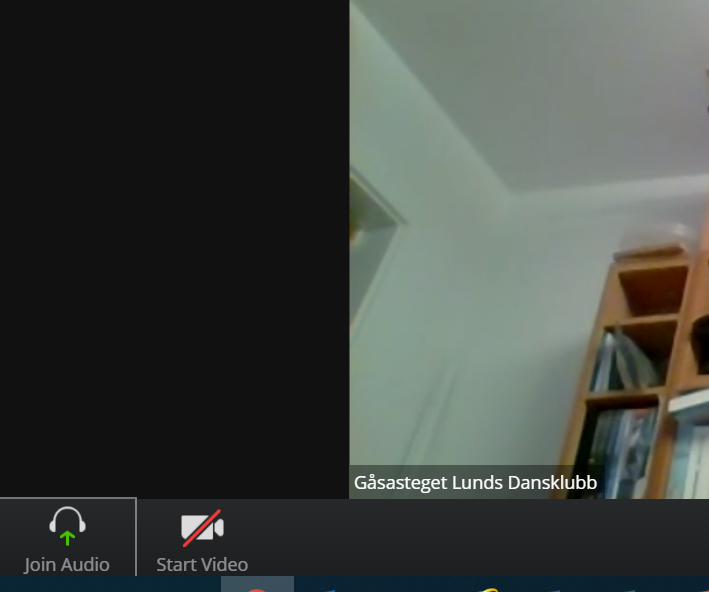 Gåsasteget Lunds Dansklubb
Join Audio
Start Video